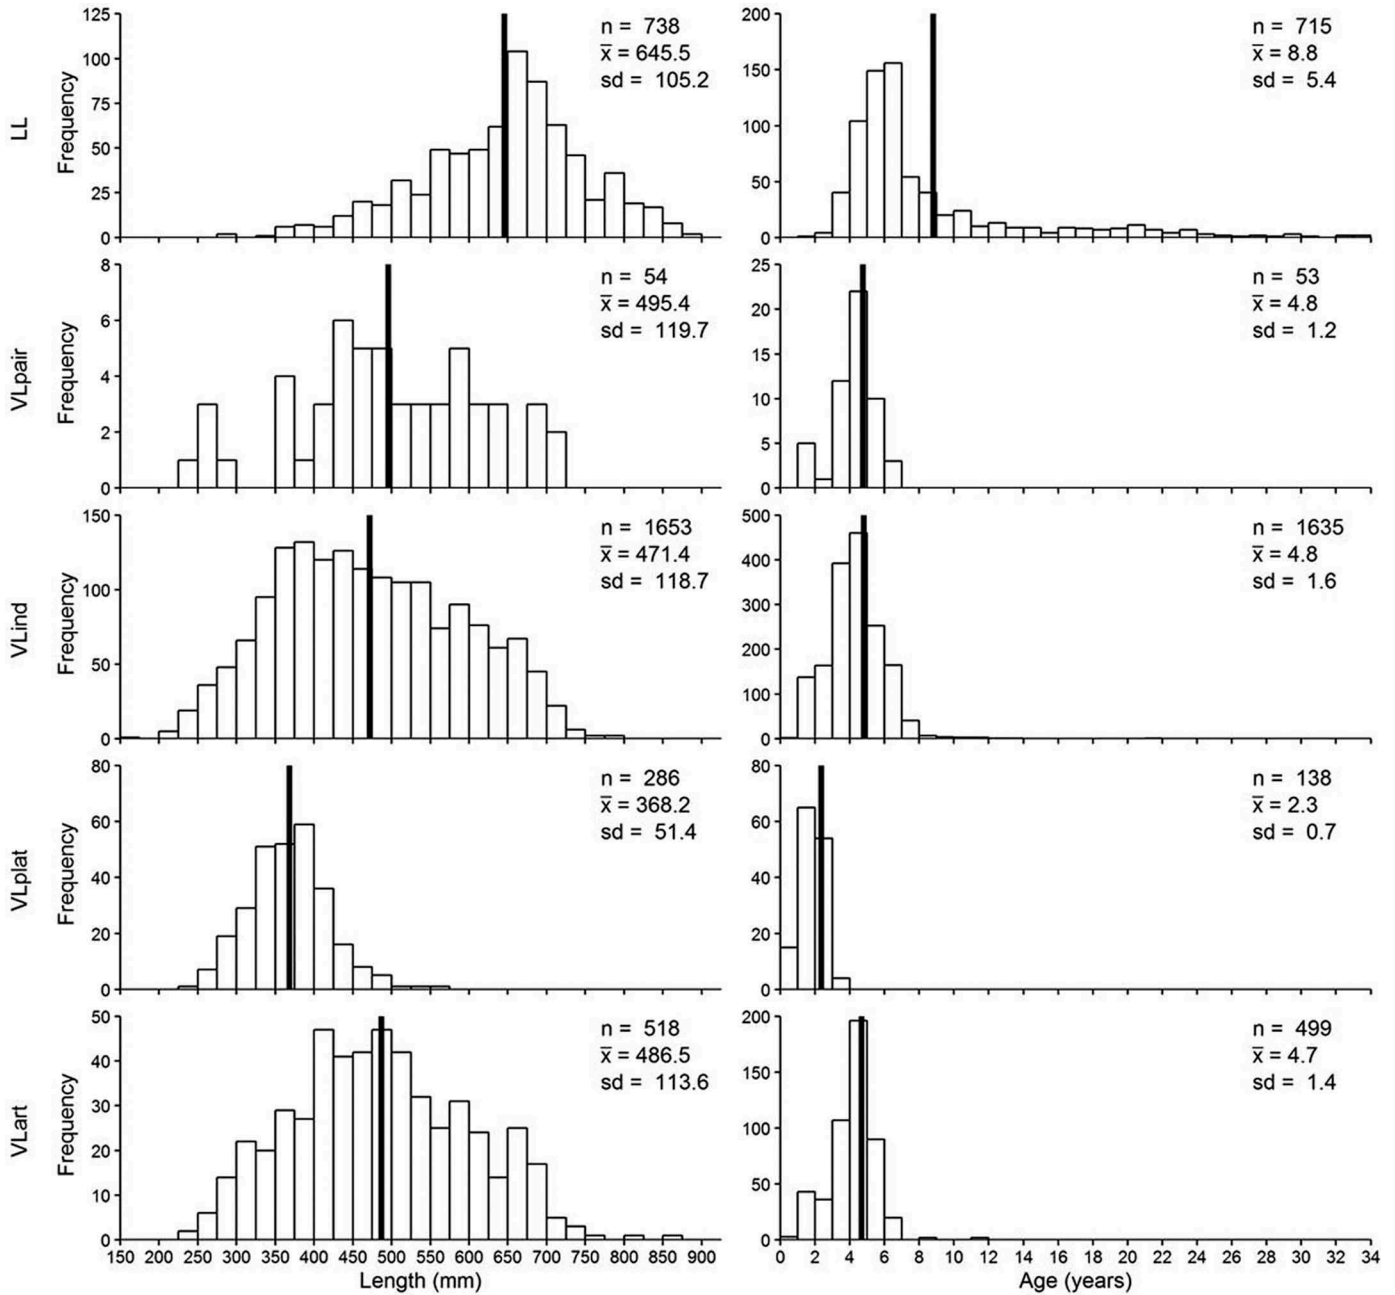 LL
Frequency
125
100
75
50
25
0
n = 738
x̅ = 645.5
sd = 105.2
200
150
100
50
0
n = 715
x̅ = 8.8
sd = 5.4
VLpair
Frequency
8
6
4
2
0
n = 54
x̅ = 495.4
sd = 119.7
25
20
15
10
5
0
n = 53
x̅ = 4.8
sd = 1.2
VLind
Frequency
150
100
50
0
n = 1653
x̅ = 471.4
sd = 118.7
500
400
300
200
100
0
n = 1635
x̅ = 4.8
sd = 1.6
VLplat
Frequency
80
60
40
20
0
n = 286
x̅ = 368.2
sd = 51.4
80
60
40
20
0
n = 138
x̅ = 2.3
sd = 0.7
VLart
Frequency
50
40
30
20
10
0
n = 518
x̅ = 486.5
sd = 113.6
200
150
100
50
0
n = 499
x̅ = 4.7
sd = 1.4
150 200 250 300 350 400 450 500 550 600 650 700 750 800 850 900
Length (mm)
0 2 4 6 8 10 12 14 16 18 20 22 24 26 28 30 32 34
Age (years)